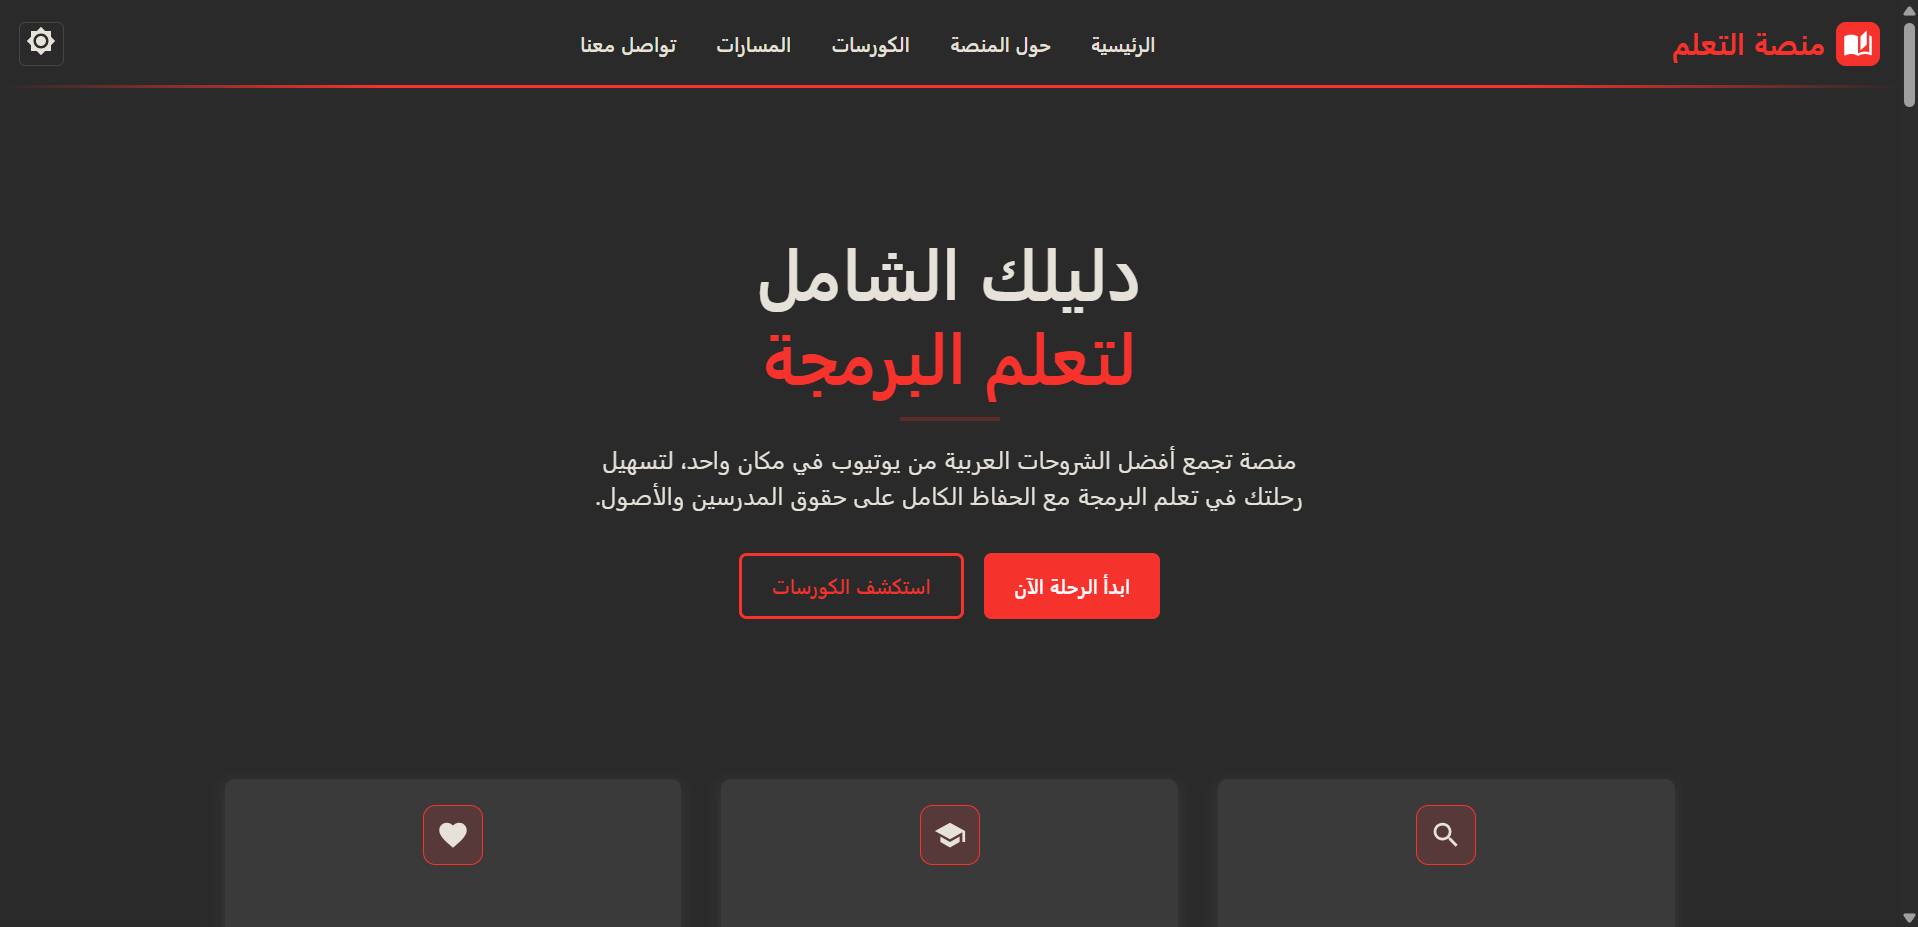 منصة التعلم
الرئيسية
حول المنصة
الكورسات
المسارات
تواصل معنا
دليلك الشامل
لتعلم البرمجة
منصة تجمع أفضل الشروحات العربية من يوتيوب في مكان واحد، لتسهيل
رحلتك في تعلم البرمجة مع الحفاظ الكامل على حقوق المدرسين والأصول.
ابدأ الرحلة الآن
استكشف الكورسات